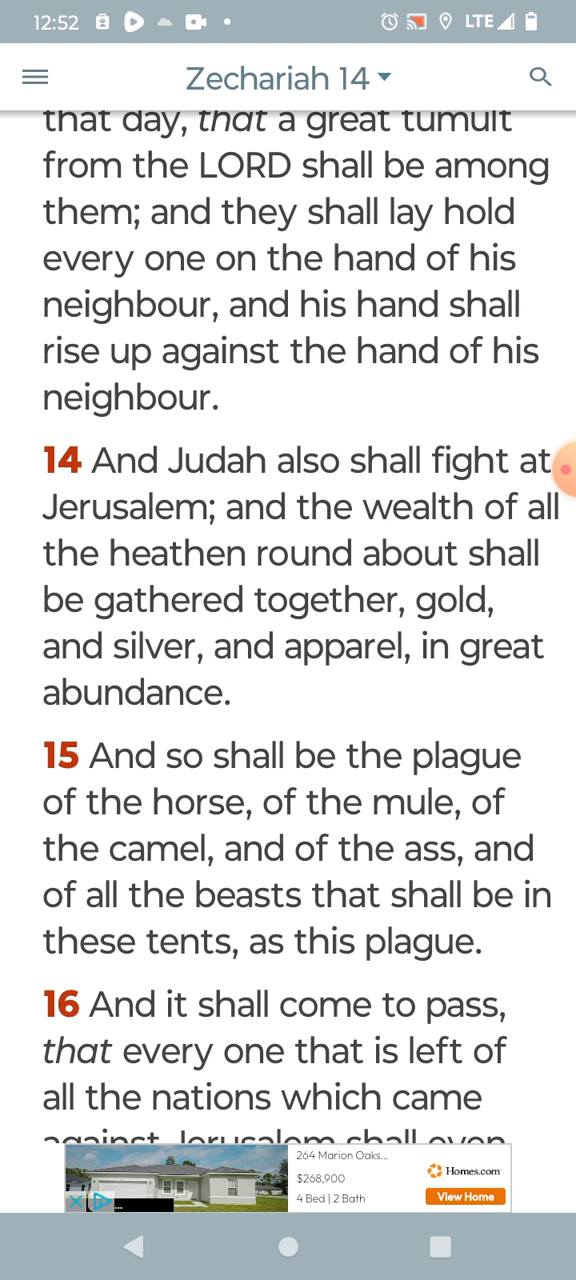 12:52
LTE
Zechariah 14
that day, that a great tumult
from the LORD shall be among
them; and they shall lay hold
every one on the hand of his
neighbour, and his hand shall
rise up against the hand of his
neighbour.
14 And Judah also shall fight at
Jerusalem; and the wealth of all
the heathen round about shall
be gathered together, gold,
and silver, and apparel, in great
abundance.
15 And so shall be the plague
of the horse, of the mule, of
the camel, and of the ass, and
of all the beasts that shall be in
these tents, as this plague.
16 And it shall come to pass,
that every one that is left of
all the nations which came
against Jerusalem shall even
264 Marion Oaks...
$268,900
4 Bed | 2 Bath
Homes.com
View Home
...